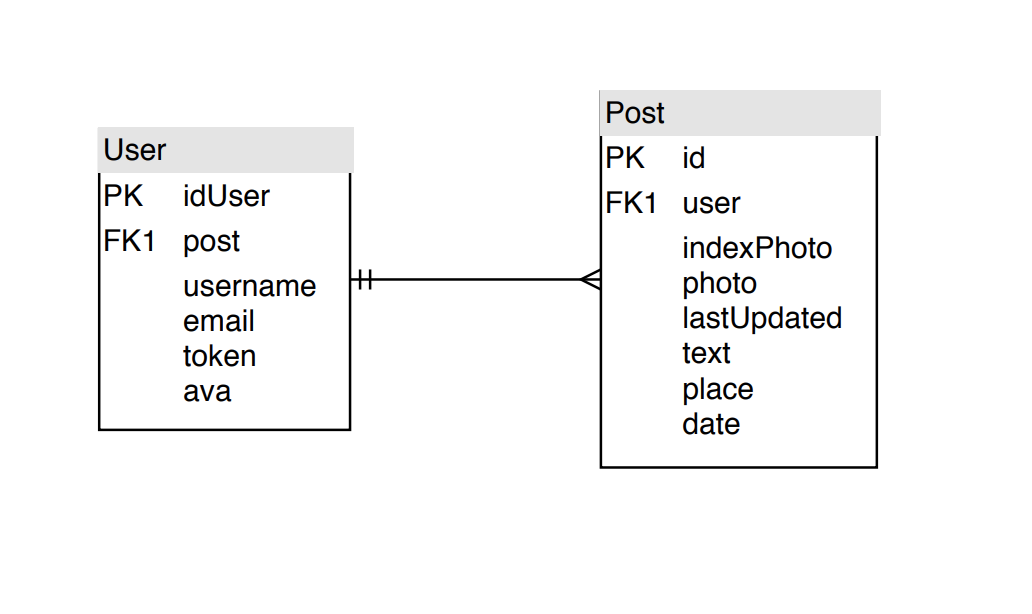 User
PK idUser
FK1 post
username
email
token
ava
Post
PK id
FK1 user
indexPhoto
photo
lastUpdated
text
place
date